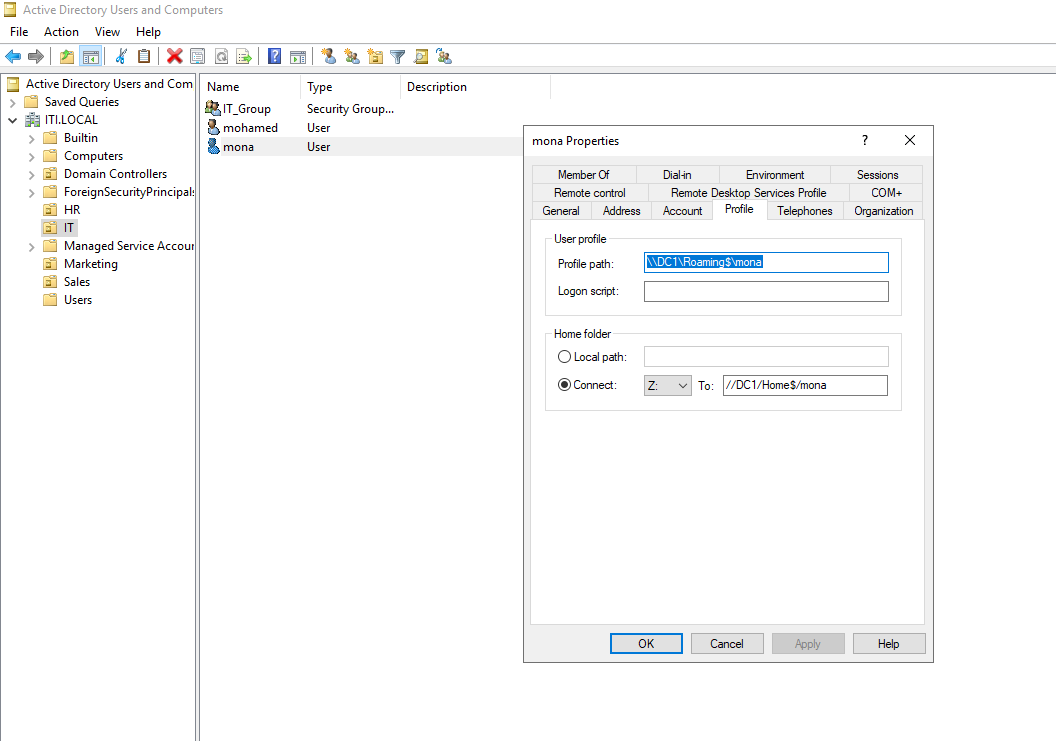 Active Directory Users and Computers
File Action View Help
Active Directory Users and Com
Saved Queries
ITI.LOCAL
Builtin
Computers
Domain Controllers
ForeignSecurityPrincipals
HR
IT
Managed Service Accour
Marketing
Sales
Users
Name Type Description
IT_Group Security Group...
mohamed User
mona User
mona Properties ?
Member Of Dial-in Environment Sessions
Remote control Remote Desktop Services Profile COM+
General Address Account Profile Telephones Organization
User profile
Profile path: \\DC1\Roaming$\mona
Logon script:
Home folder
Local path:
Connect: Z: To: //DC1/Home$/mona
OK Cancel Apply Help